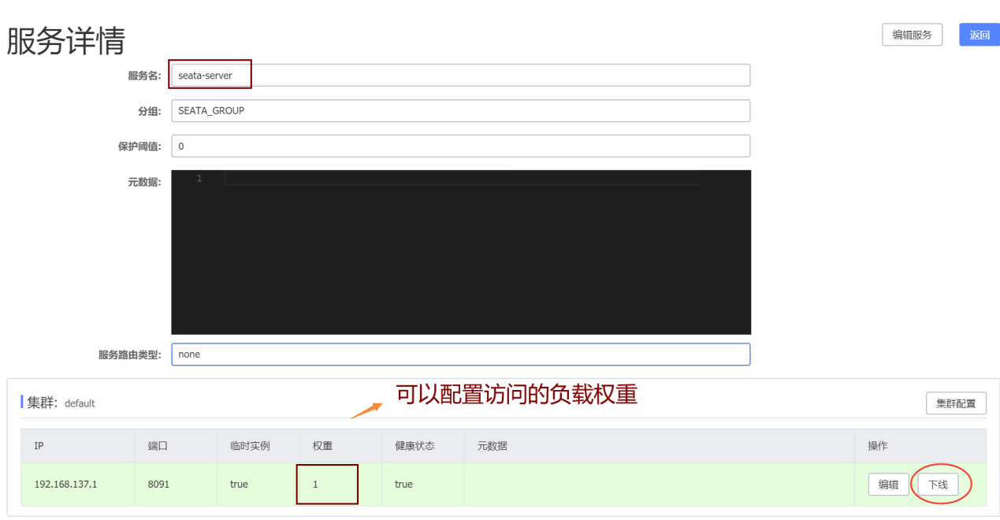 服务详情
编辑服务
返回
服务名: seata-server
分组: SEATA_GROUP
保护阈值: 0
元数据: 1
服务路由类型: none
可以配置访问的负载权重
集群: default
集群配置
IP 端口 临时实例 权重 健康状态 元数据 操作
192.168.137.1 8091 true 1 true 编辑 下线